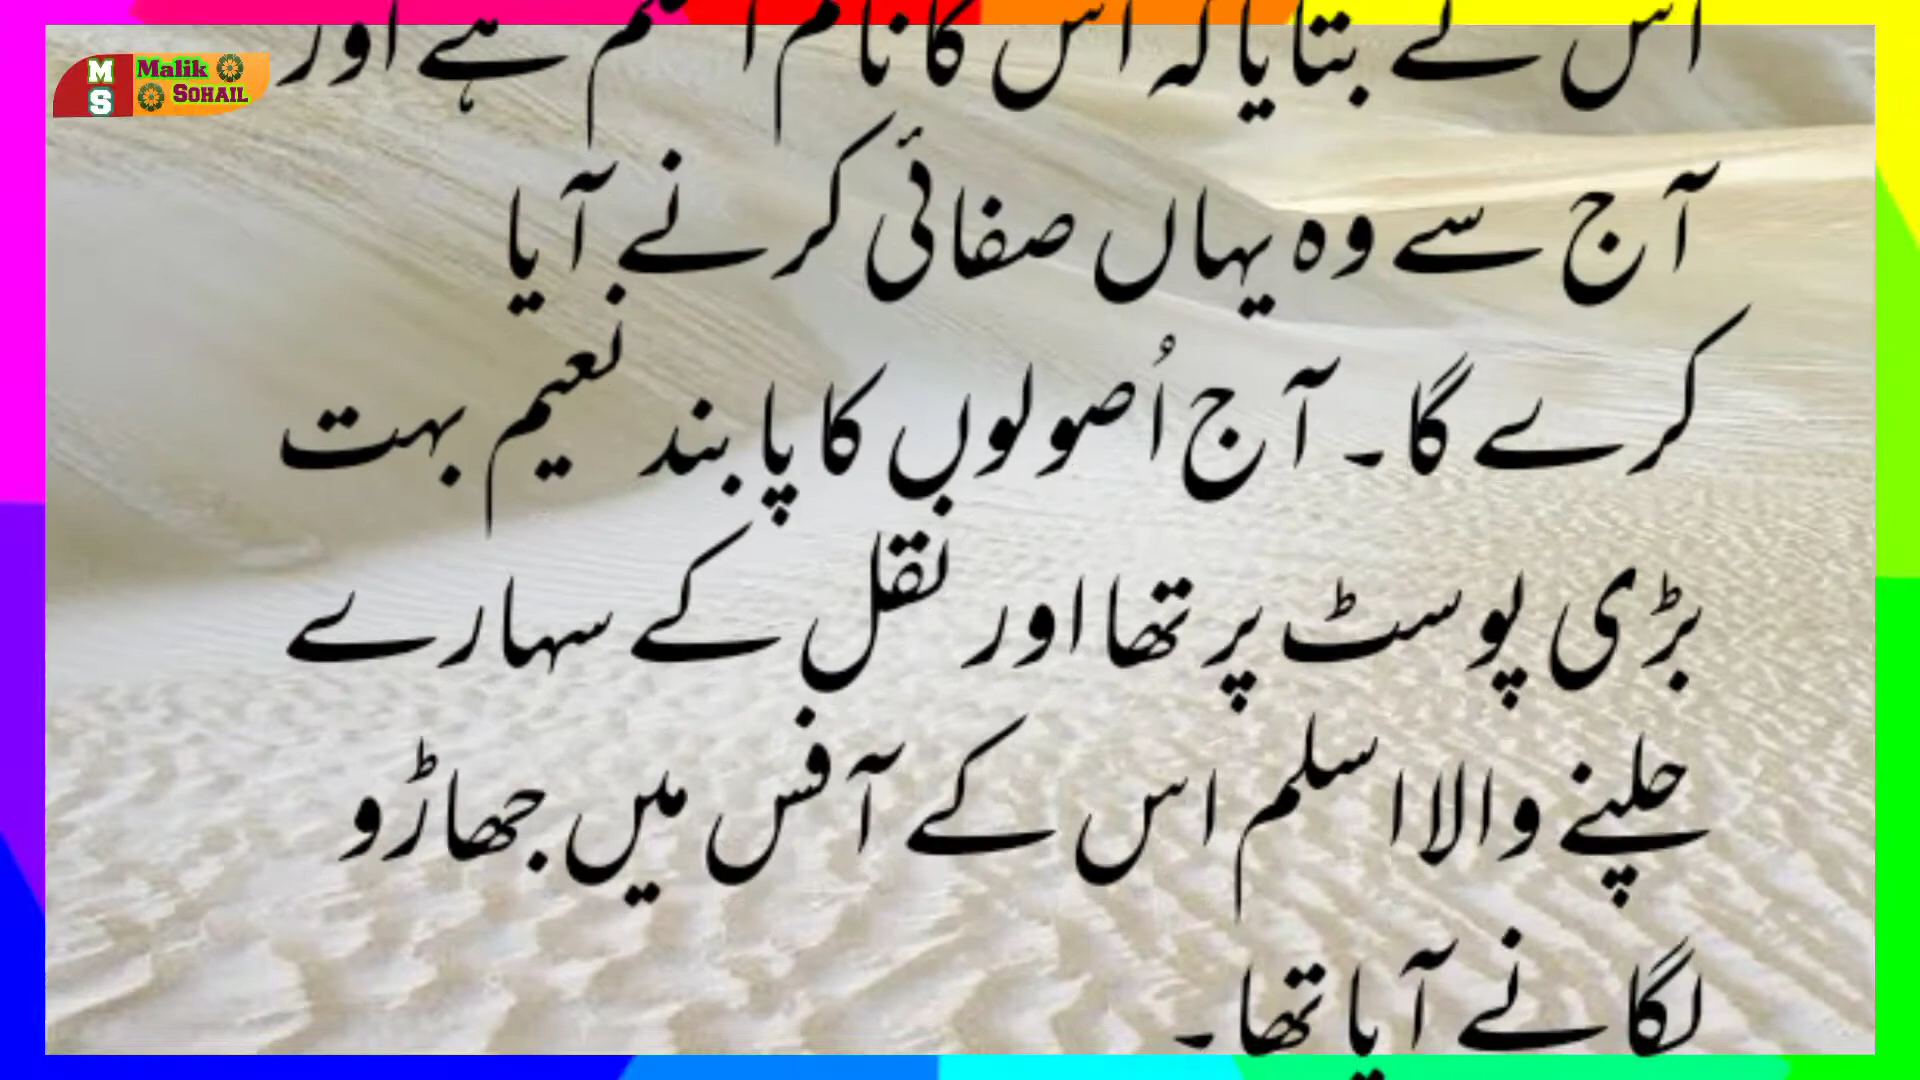 M Malik
S SOHAIL
اس نے بتایا کہ اس کا نام اسلم ہے اور
آج سے وہ یہاں صفائی کرنے آیا
کرے گا۔ آج اُصولوں کا پابند نعیم بہت
بڑی پوسٹ پر تھا اور نقل کے سہارے
چلنے والا اسلم اس کے آفس میں جھاڑو
لگانے آیا تھا۔